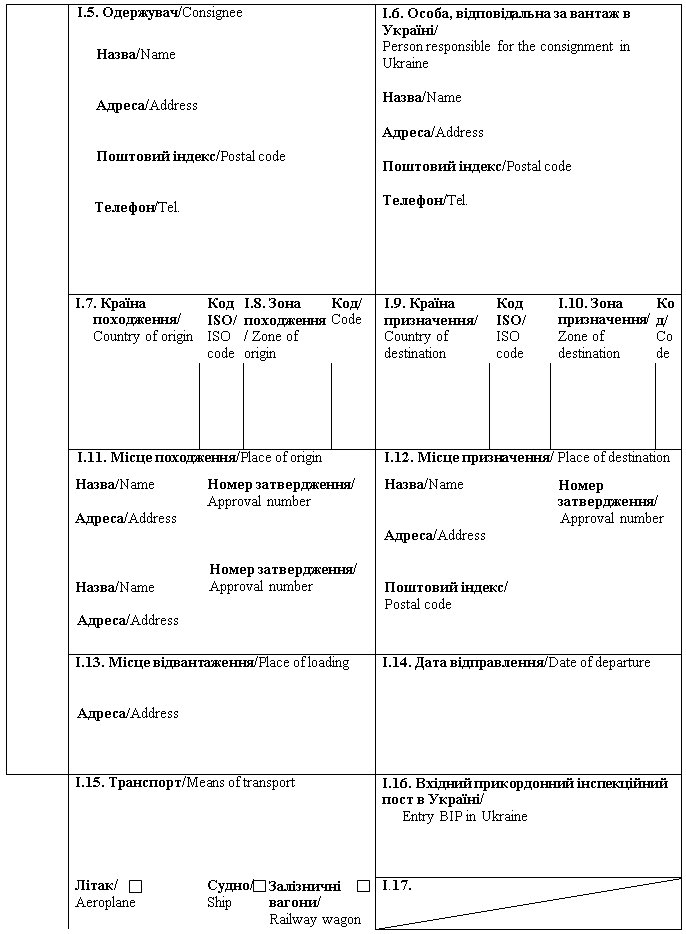 I.5. Одержувач/Consignee
Назва/Name
Адреса/Address
Поштовий індекс/Postal code
Телефон/Tel.
I.6. Особа, відповідальна за вантаж в
Україні/
Person responsible for the consignment in
Ukraine
Назва/Name
Адреса/Address
Поштовий індекс/Postal code
Телефон/Tel.
I.7. Країна
походження/
Country of origin
Код
ISO/
ISO
code
I.8. Зона
походження
/ Zone of
origin
Код/
Code
I.9. Країна
призначення/
Country of
destination
Код
ISO/
ISO
code
I.10. Зона
призначення/
Zone of
destination
Ко
д/
Co
de
I.11. Місце походження/Place of origin
Назва/Name
Номер затвердження/
Approval number
Адреса/Address
Номер затвердження/
Назва/Name
Approval number
Адреса/Address
I.12. Місце призначення/ Place of destination
Назва/Name
Номер
затвердження/
Approval number
Адреса/Address
Поштовий індекс/
Postal code
I.13. Місце відвантаження/Place of loading
Адреса/Address
I.14. Дата відправлення/Date of departure
I.15. Транспорт/Means of transport
Літак/
Aeroplane
Судно/
Ship
Залізничні
вагони/
Railway wagon
I.16. Вхідний прикордонний інспекційний
пост в Україні/
Entry BIP in Ukraine
I.17.